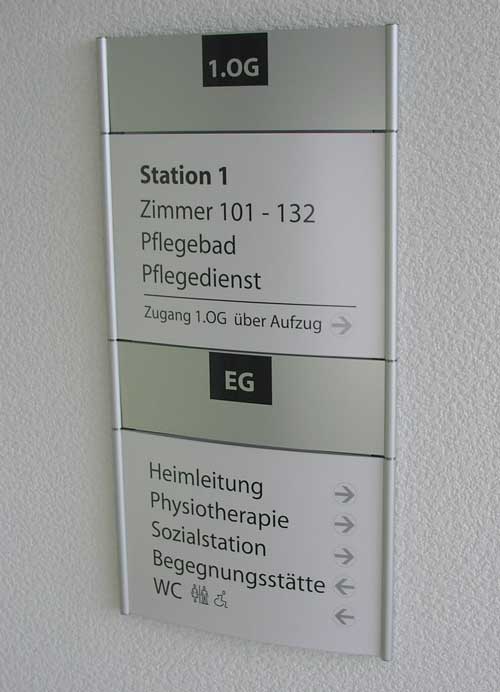 1.OG
Station 1
Zimmer 101 - 132
Pflegebad
Pflegedienst
Zugang 1.OG über Aufzug
EG
Heimleitung
Physiotherapie
Sozialstation
Begegnungsstätte
WC